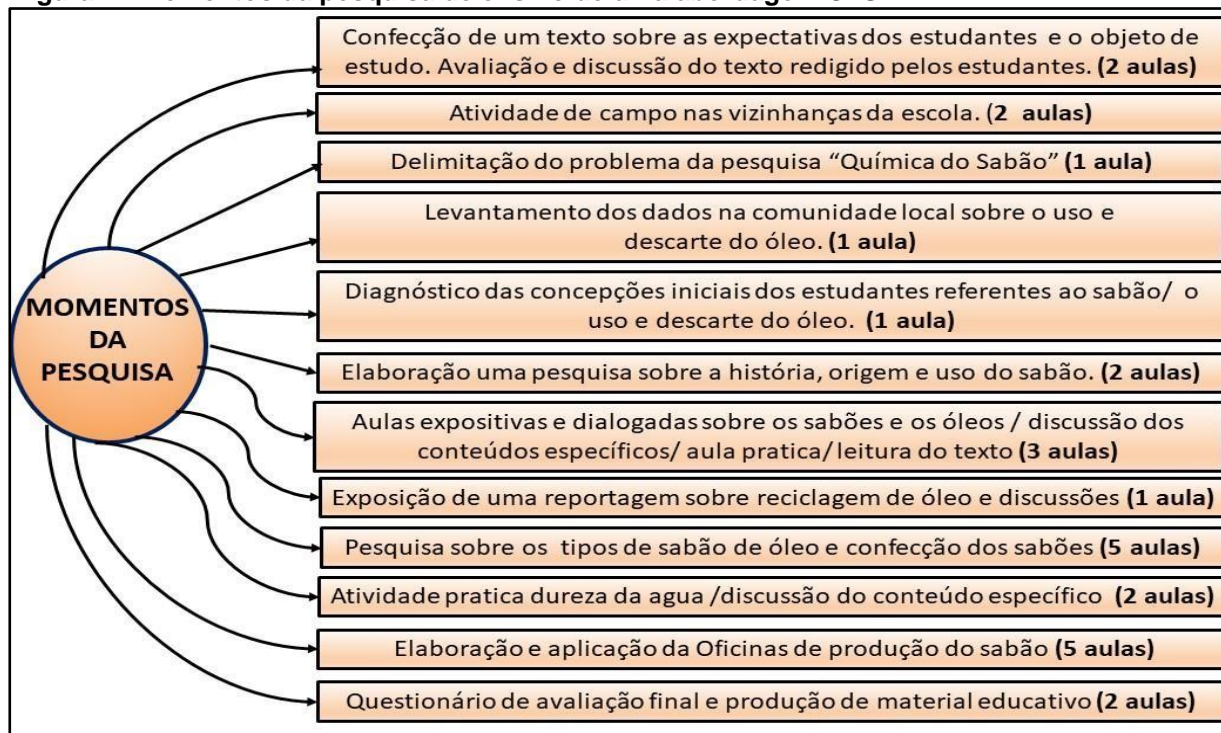 MOMENTOS
DA
PESQUISA
Confecção de um texto sobre as expectativas dos estudantes e o objeto de
estudo. Avaliação e discussão do texto redigido pelos estudantes. (2 aulas)
Atividade de campo nas vizinhanças da escola. (2 aulas)
Delimitação do problema da pesquisa “Química do Sabão” (1 aula)
Levantamento dos dados na comunidade local sobre o uso e
descarte do óleo. (1 aula)
Diagnóstico das concepções iniciais dos estudantes referentes ao sabão/ o
uso e descarte do óleo. (1 aula)
Elaboração uma pesquisa sobre a história, origem e uso do sabão. (2 aulas)
Aulas expositivas e dialogadas sobre os sabões e os óleos / discussão dos
conteúdos específicos/ aula pratica/ leitura do texto (3 aulas)
Exposição de uma reportagem sobre reciclagem de óleo e discussões (1 aula)
Pesquisa sobre os tipos de sabão de óleo e confecção dos sabões (5 aulas)
Atividade pratica dureza da agua /discussão do conteúdo específico (2 aulas)
Elaboração e aplicação da Oficinas de produção do sabão (5 aulas)
Questionário de avaliação final e produção de material educativo (2 aulas)